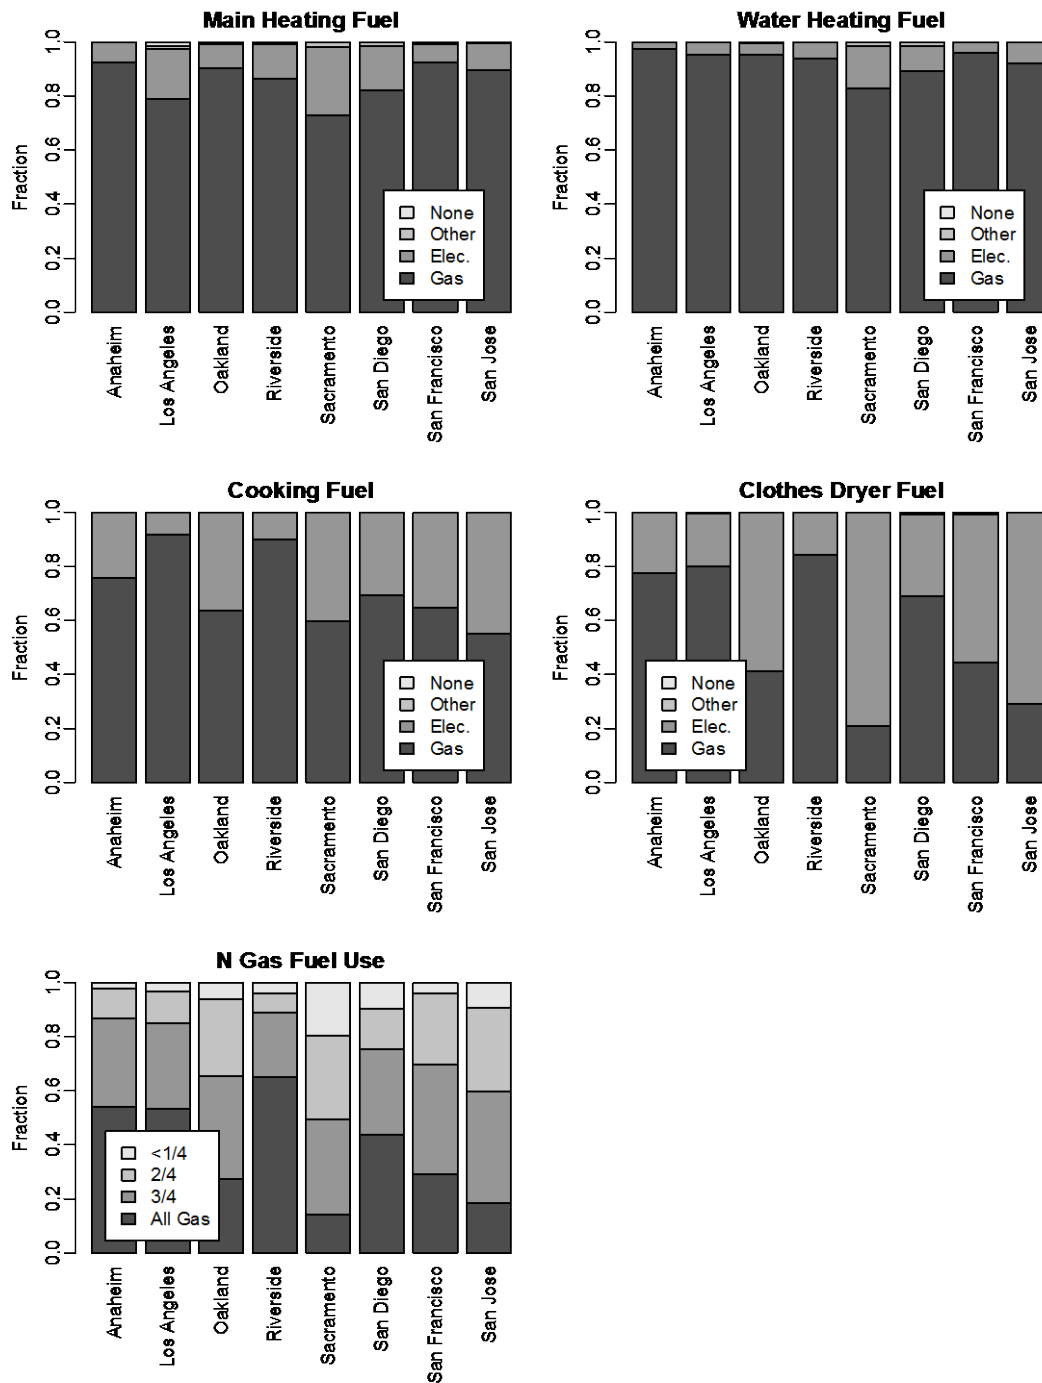 Main Heating Fuel
Fraction
0.0 0.2 0.4 0.6 0.8 1.0
None
Other
Elec.
Gas
Anaheim
Los Angeles
Oakland
Riverside
Sacramento
San Diego
San Francisco
San Jose
Water Heating Fuel
Fraction
0.0 0.2 0.4 0.6 0.8 1.0
None
Other
Elec.
Gas
Anaheim
Los Angeles
Oakland
Riverside
Sacramento
San Diego
San Francisco
San Jose
Cooking Fuel
Fraction
0.0 0.2 0.4 0.6 0.8 1.0
None
Other
Elec.
Gas
Anaheim
Los Angeles
Oakland
Riverside
Sacramento
San Diego
San Francisco
San Jose
Clothes Dryer Fuel
Fraction
0.0 0.2 0.4 0.6 0.8 1.0
None
Other
Elec.
Gas
Anaheim
Los Angeles
Oakland
Riverside
Sacramento
San Diego
San Francisco
San Jose
N Gas Fuel Use
Fraction
0.0 0.2 0.4 0.6 0.8 1.0
<1/4
2/4
3/4
All Gas
Anaheim
Los Angeles
Oakland
Riverside
Sacramento
San Diego
San Francisco
San Jose